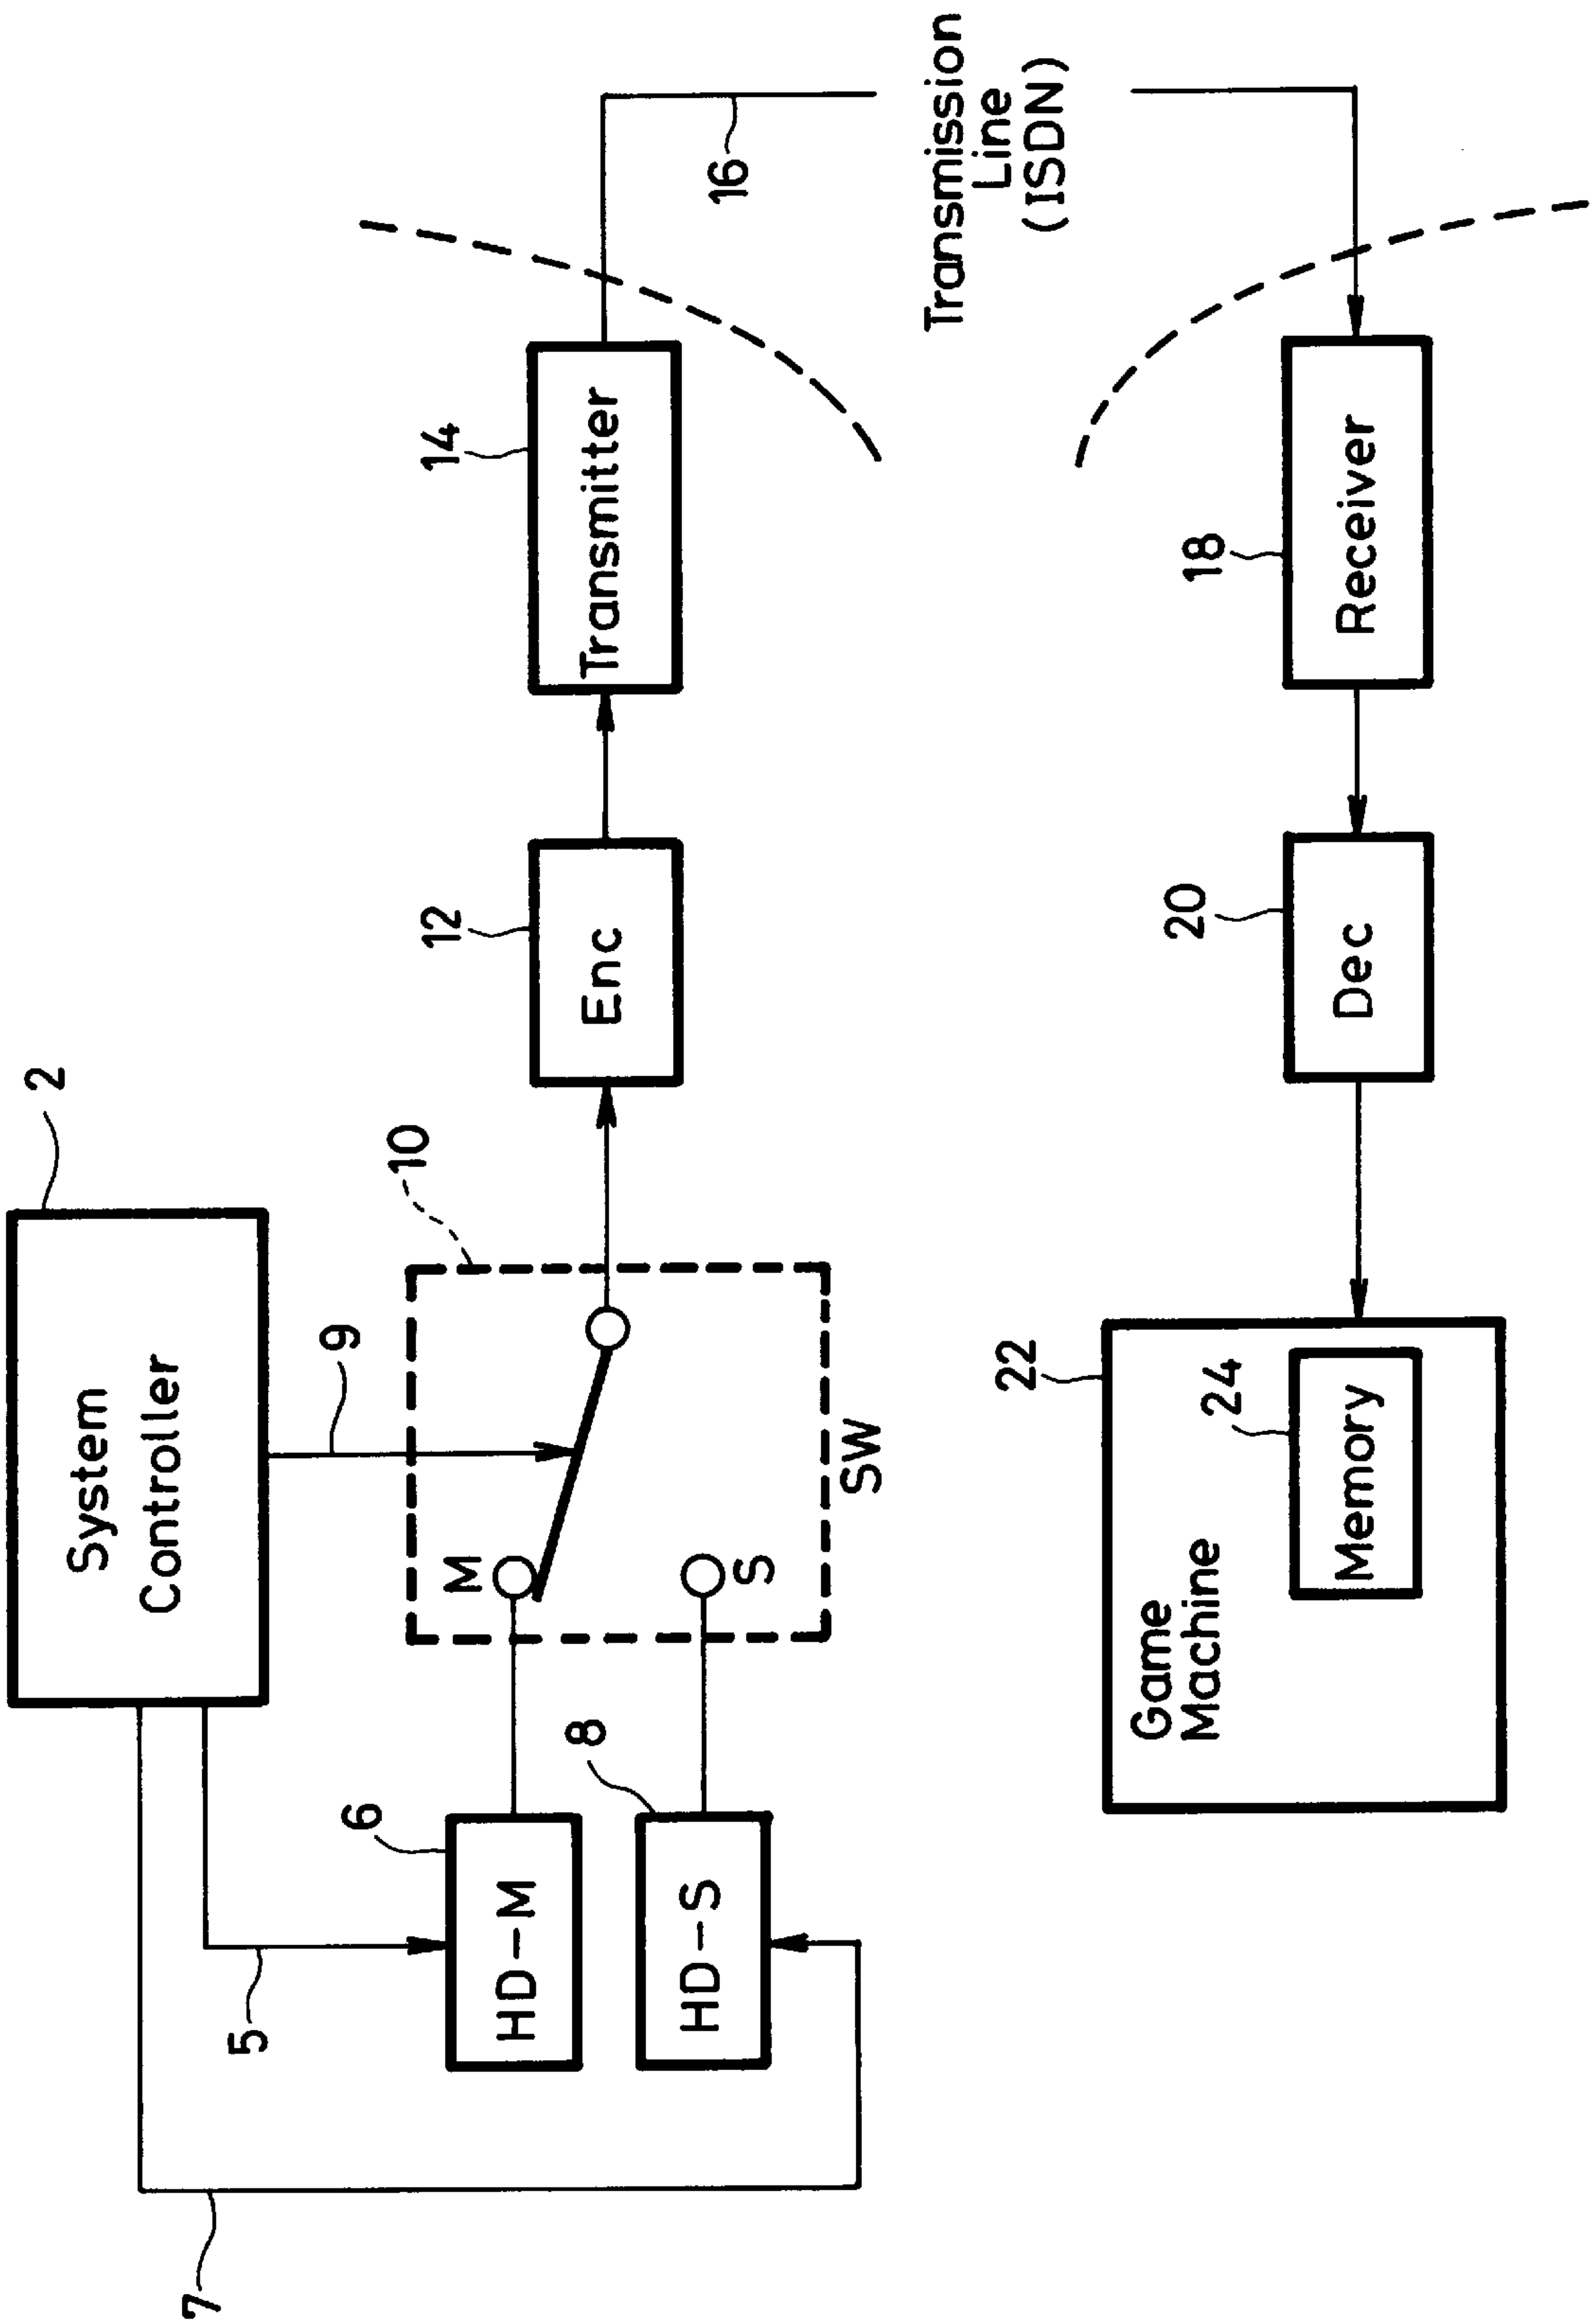 2
System
Controller
7
5
9
6
HD-M
8
HD-S
M
S
10
SW
12
Enc
14
Transmitter
16
Transmission
Line
(ISDN)
18
Receiver
20
Dec
22
Game
Machine
24
Memory